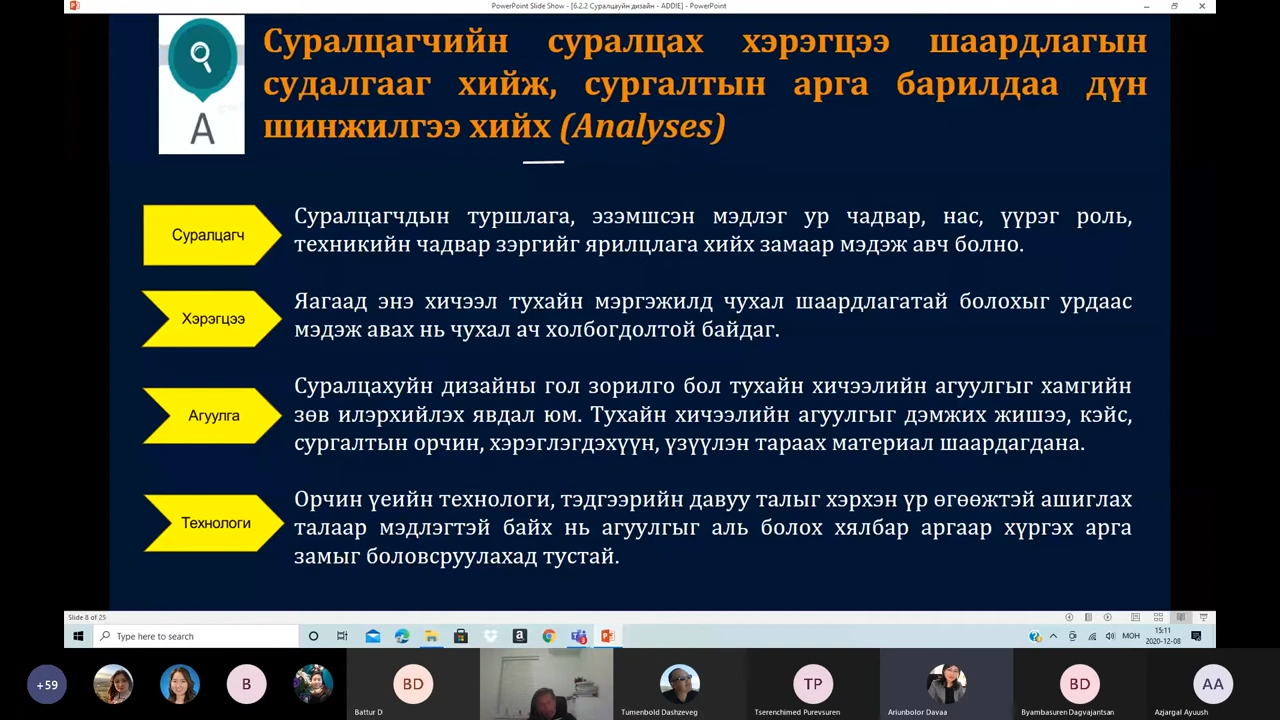 PowerPoint Slide Show - [6.2.2 Суралцахуйн дизайн - ADDIE] - PowerPoint
Суралцагчийн суралцах хэрэгцээ шаардлагын
судалгааг хийж, сургалтын арга барилдаа дүн
шинжилгээ хийх (Analyses)
A
Суралцагч
Суралцагчдын туршлага, эзэмшсэн мэдлэг ур чадвар, нас, үүрэг роль,
техникийн чадвар зэргийг ярилцлага хийх замаар мэдэж авч болно.
Хэрэгцээ
Яагаад энэ хичээл тухайн мэргэжилд чухал шаардлагатай болохыг урдаас
мэдэж авах нь чухал ач холбогдолтой байдаг.
Агуулга
Суралцахуйн дизайны гол зорилго бол тухайн хичээлийн агуулгыг хамгийн
зөв илэрхийлэх явдал юм. Тухайн хичээлийн агуулгыг дэмжих жишээ, кэйс,
сургалтын орчин, хэрэглэгдэхүүн, үзүүлэн тараах материал шаардагдана.
Технологи
Орчин үеийн технологи, тэдгээрийн давуу талыг хэрхэн үр өгөөжтэй ашиглах
талаар мэдлэгтэй байх нь агуулгыг аль болох хялбар аргаар хүргэх арга
замыг боловсруулахад тустай.
Slide 8 of 25
Type here to search
a
МОН
15:11
2020-12-08
+59
B
BD
TP
BD
AA
Battur D
Tumenbold Dashzeveg
Tserenchimed Purevsuren
Ariunbolor Davaa
Byambasuren Dagvajantsan
Azjargal Ayuush